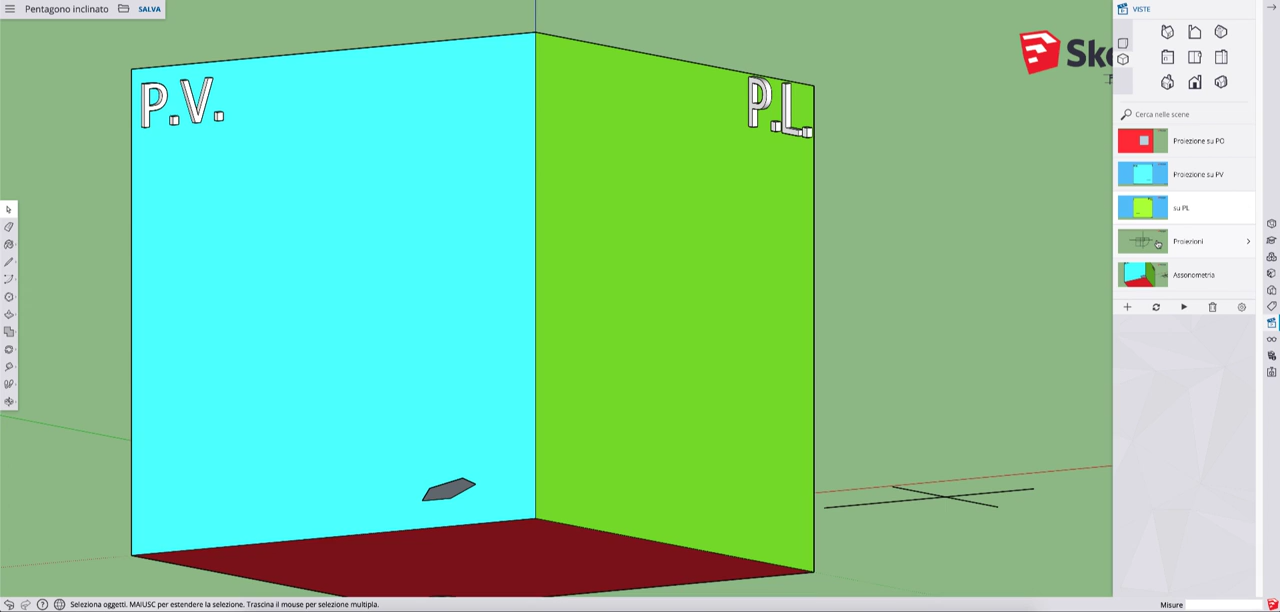 Pentagono inclinato
SALVA
VISTE
Ske
P.V.
P.L.
Cerca nelle scene
Proiezione su PO
Proiezione su PV
su PL
Proiezioni
Assonometria
Seleziona oggetti. MAIUSC per estendere la selezione. Trascina il mouse per selezione multipla.
Misure